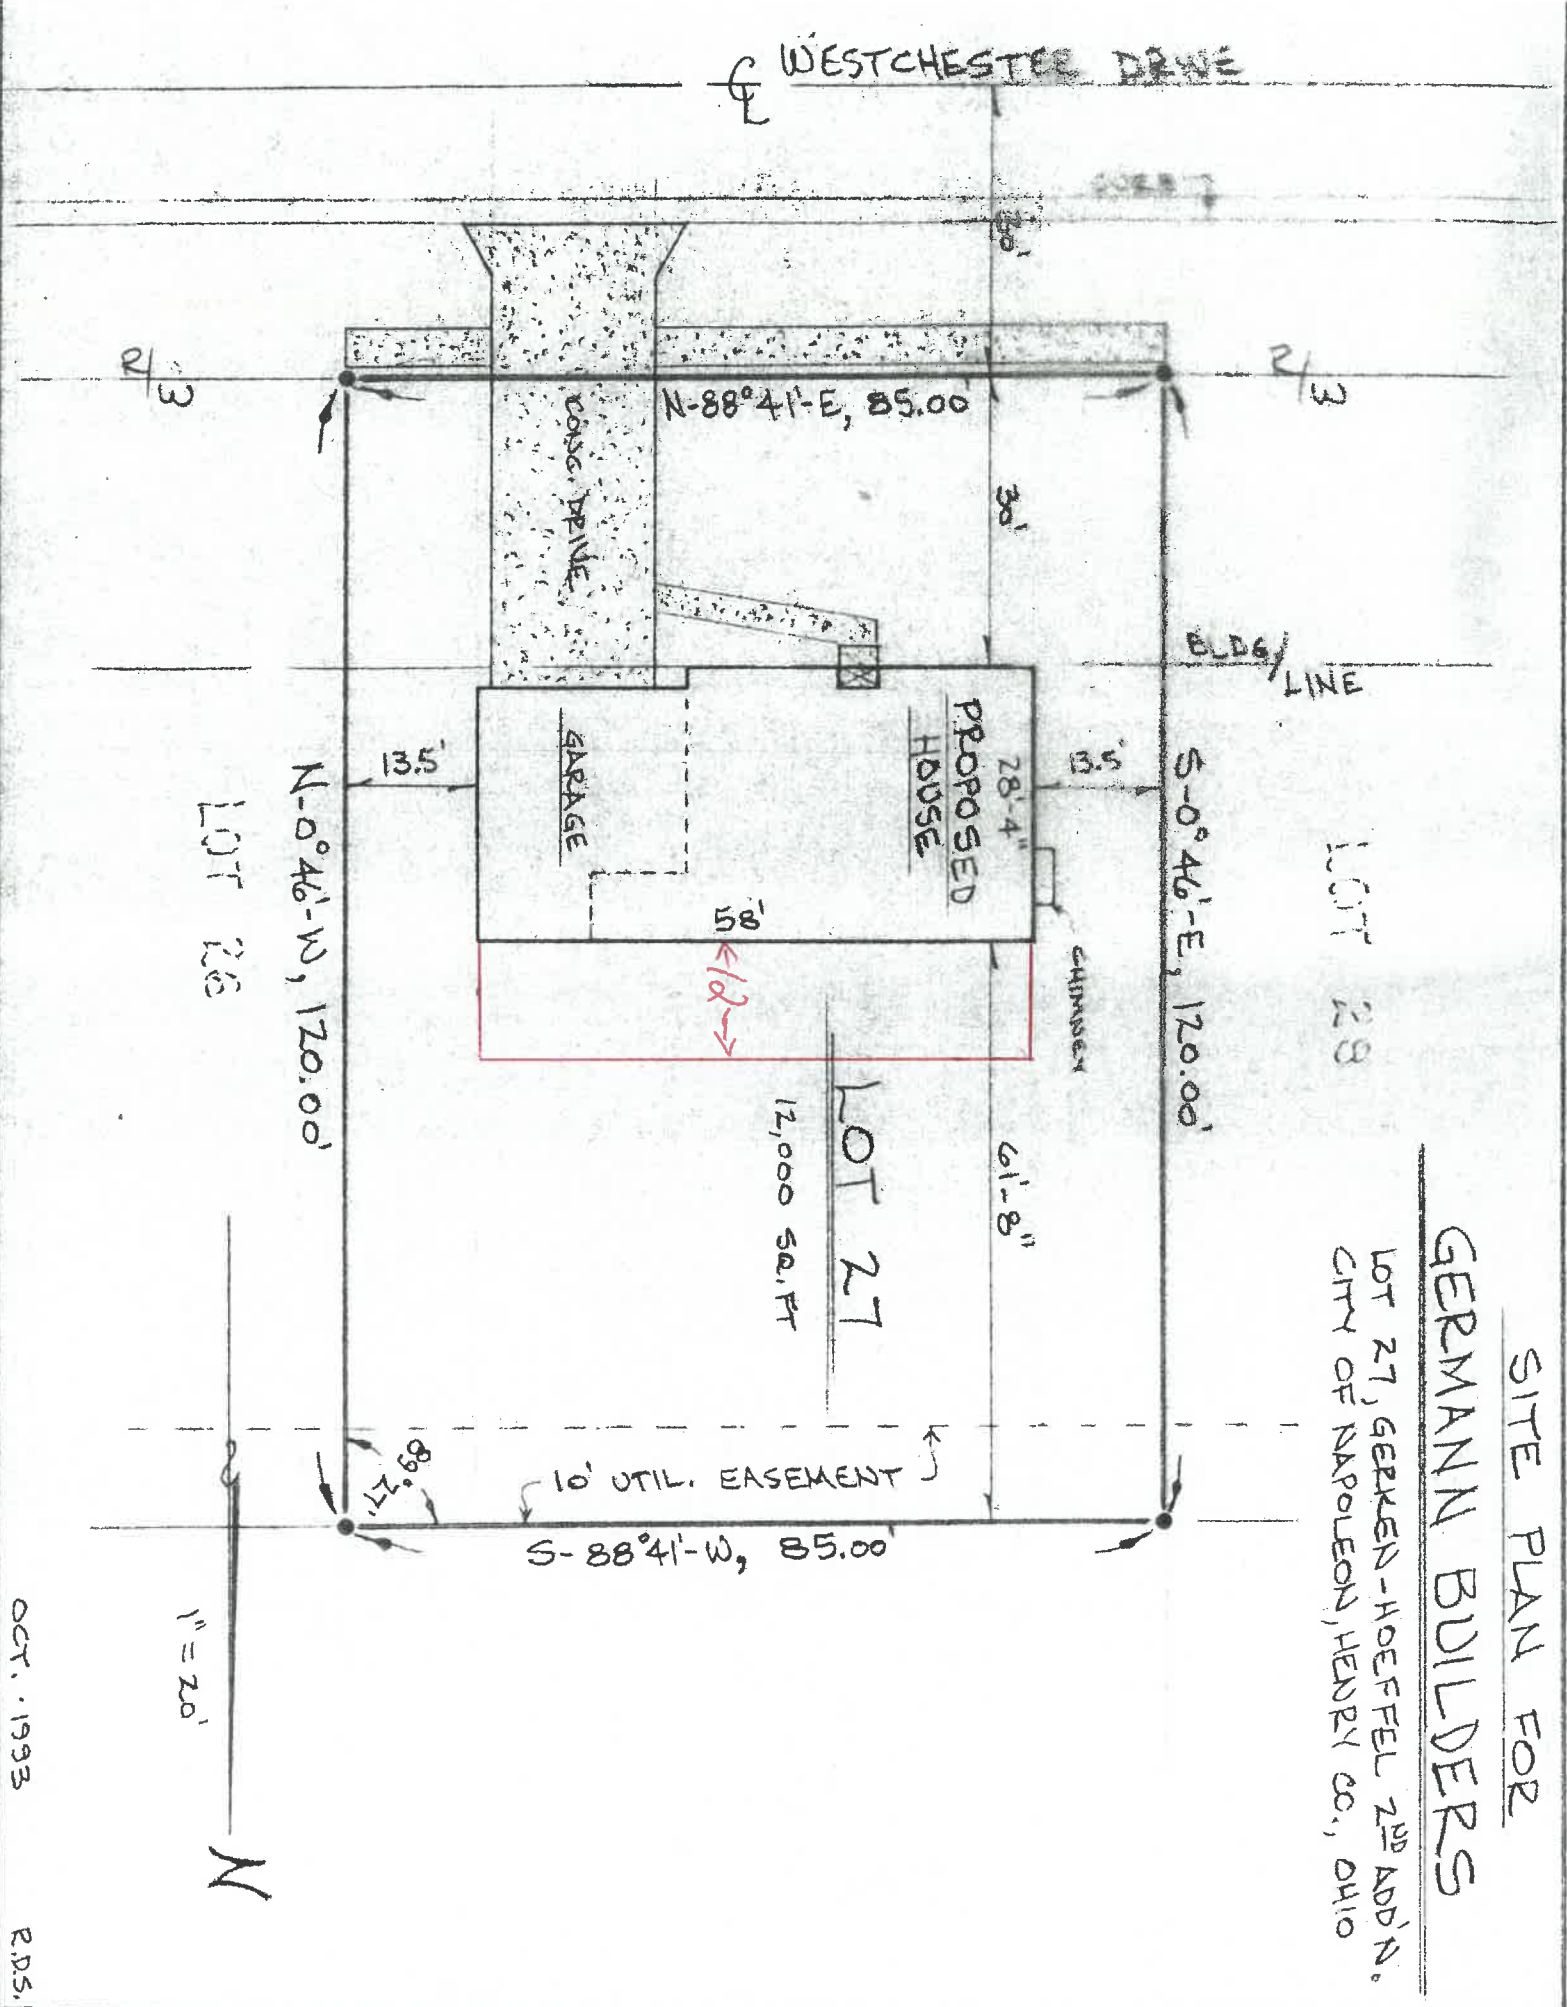 SITE PLAN FOR
GERMANN BUILDERS
LOT 27, GERKEN-HOEFFEL 2ND ADD'N.
CITY OF NAPOLEON, HENRY CO., OHIO
℄ WESTCHESTER DRIVE
CURB
30'
R/W
R/W
N-88°41'-E, 85.00'
CONC. DRIVE
30'
BLDG/LINE
13.5'
GARAGE
PROPOSED
HOUSE
28'-4"
13.5'
58'
CHIMNEY
12
N-0°46'-W, 120.00'
S-0°46'-E, 120.00'
LOT 26
LOT 28
LOT 27
12,000 SQ. FT
61'-8"
10' UTIL. EASEMENT
89°27'
S-88°41'-W, 85.00'
1" = 20'
N
OCT. 1993
R.D.S.